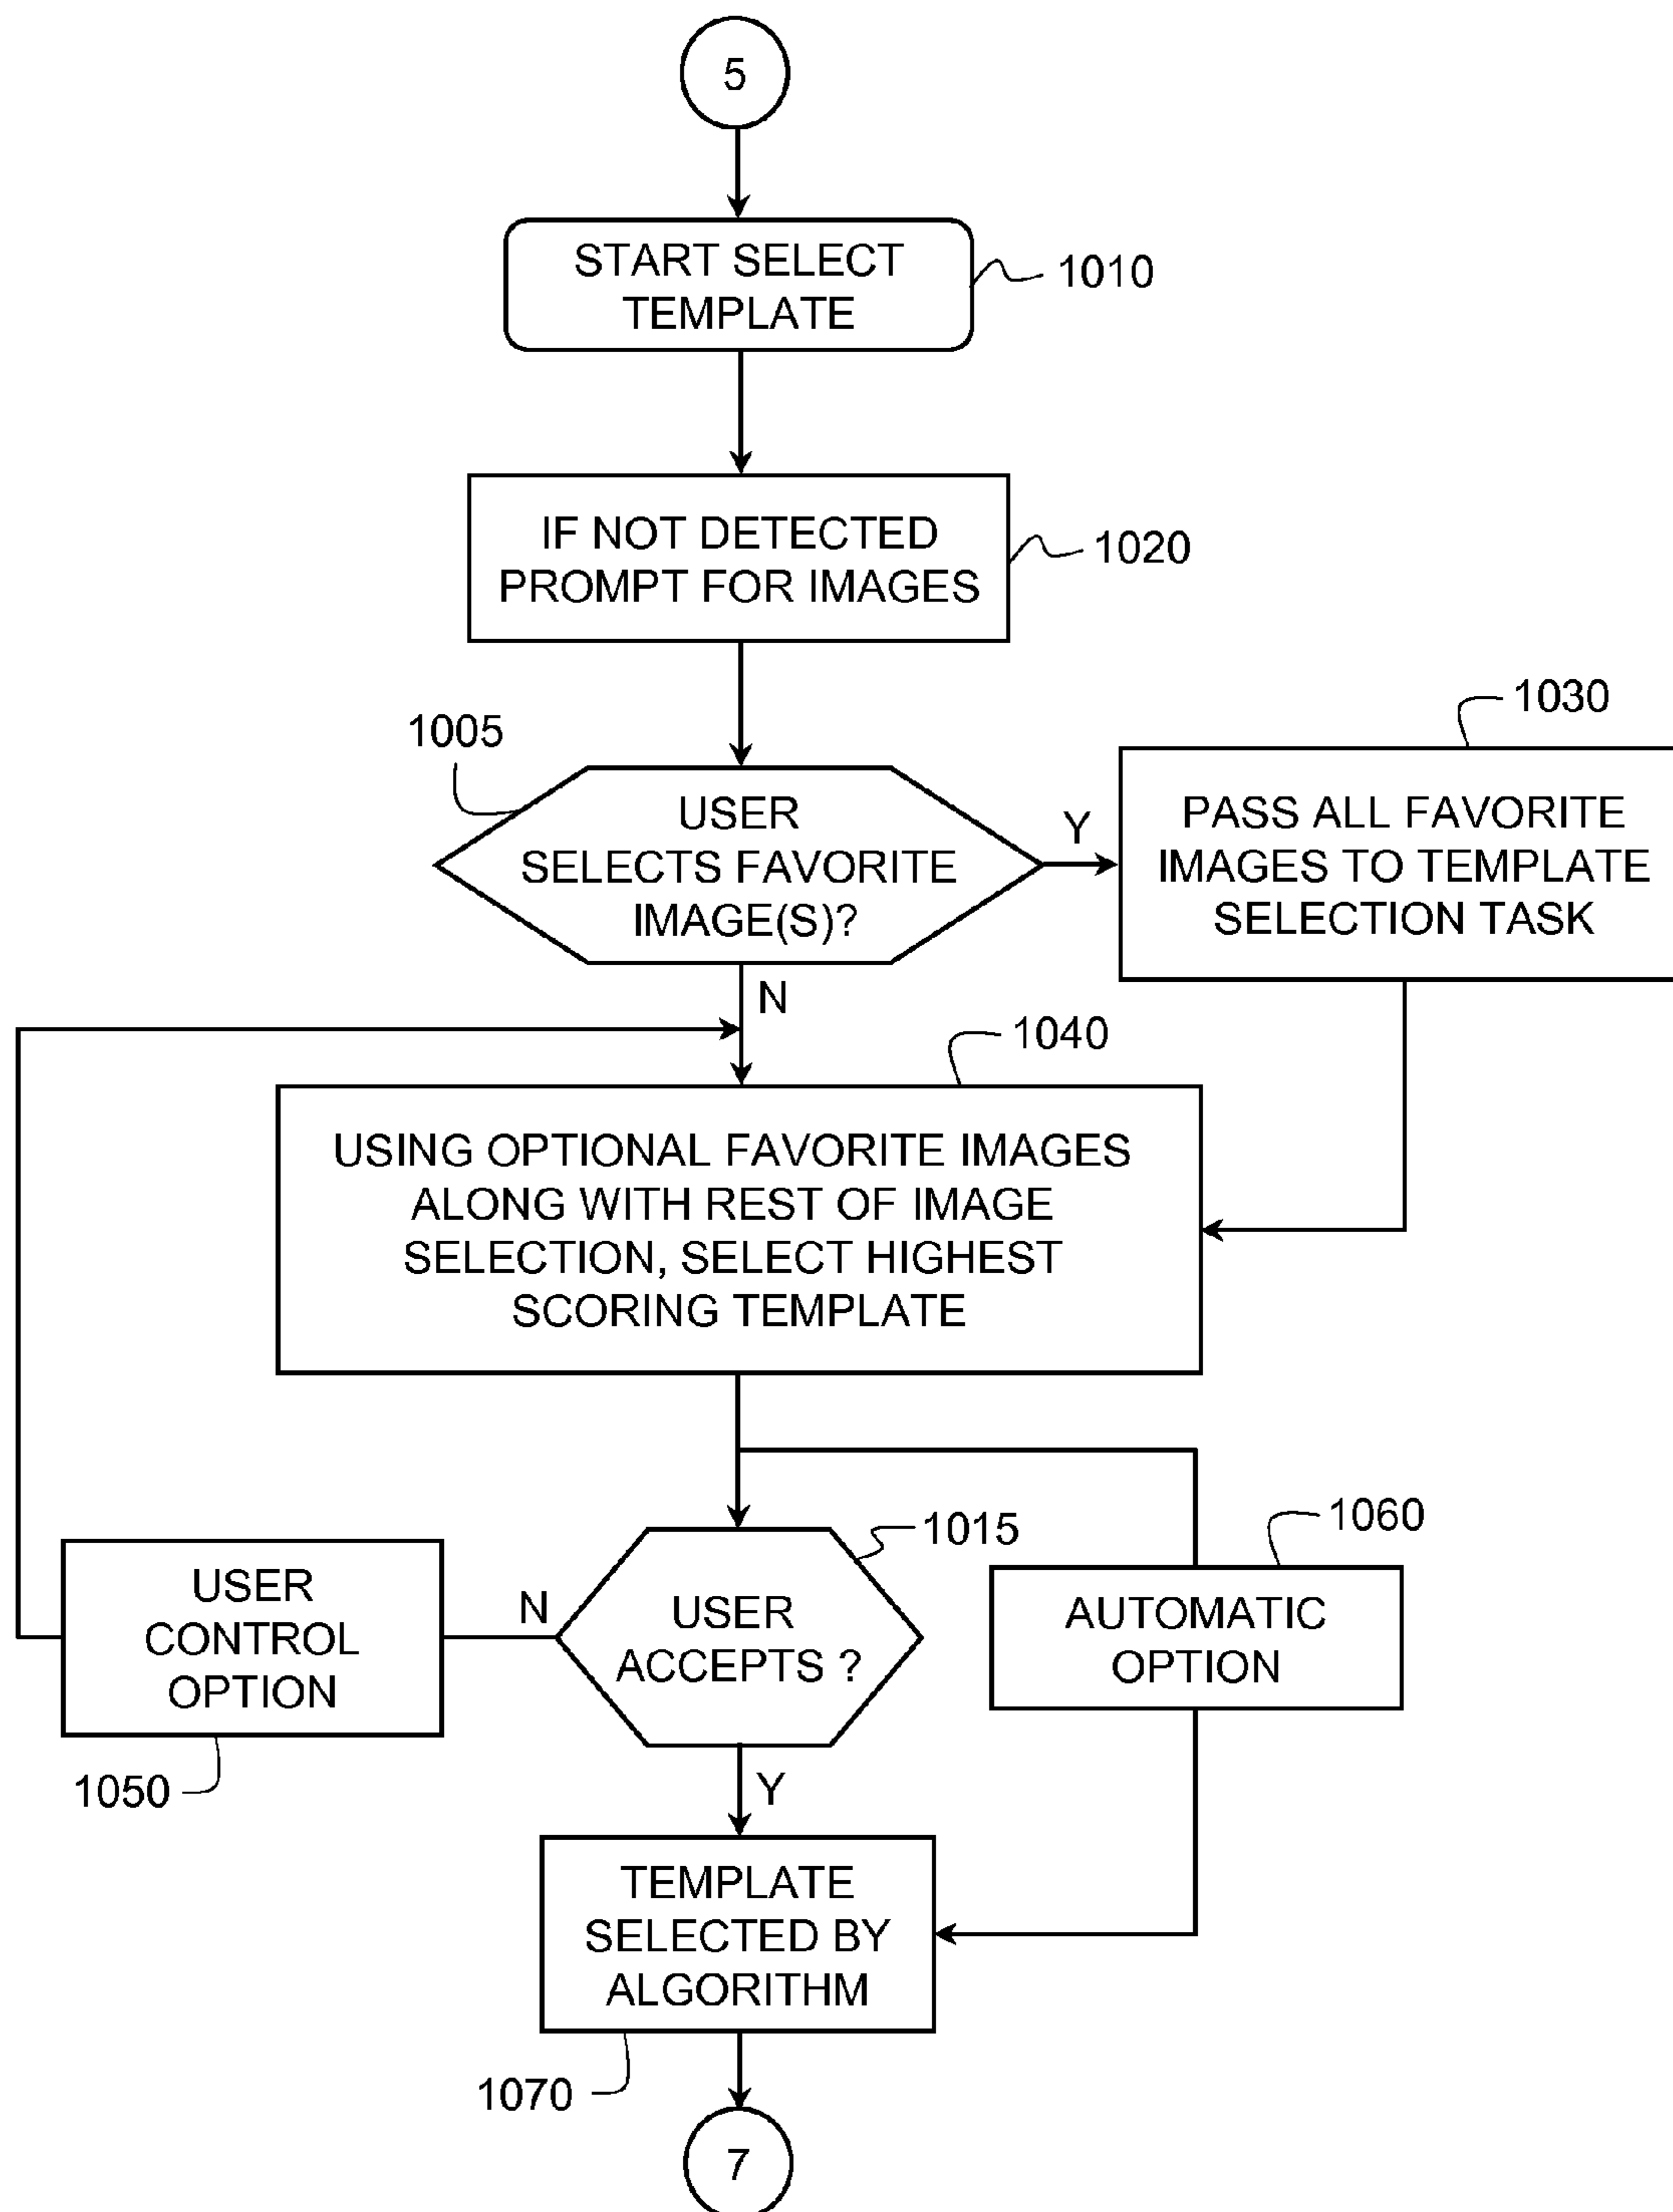 5
START SELECT
TEMPLATE
1010
IF NOT DETECTED
PROMPT FOR IMAGES
1020
1005
USER
SELECTS FAVORITE
IMAGE(S)?
Y
1030
PASS ALL FAVORITE
IMAGES TO TEMPLATE
SELECTION TASK
N
1040
USING OPTIONAL FAVORITE IMAGES
ALONG WITH REST OF IMAGE
SELECTION, SELECT HIGHEST
SCORING TEMPLATE
1015
USER
ACCEPTS ?
N
USER
CONTROL
OPTION
1050
1060
AUTOMATIC
OPTION
Y
TEMPLATE
SELECTED BY
ALGORITHM
1070
7